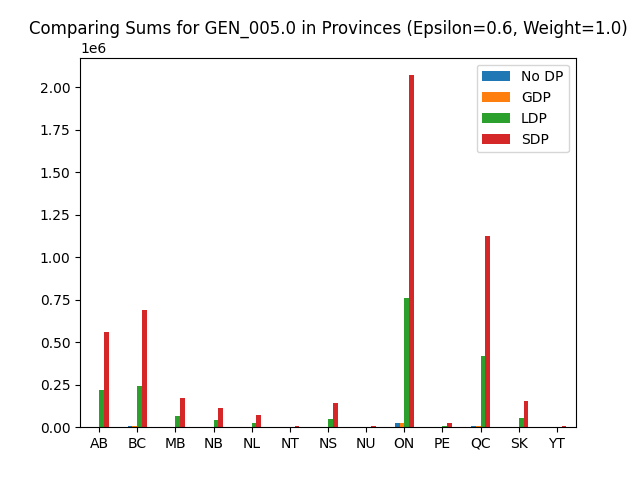 Comparing Sums for GEN_005.0 in Provinces (Epsilon=0.6, Weight=1.0)
1e6
No DP
GDP
LDP
SDP
2.00
1.75
1.50
1.25
1.00
0.75
0.50
0.25
0.00
AB BC MB NB NL NT NS NU ON PE QC SK YT